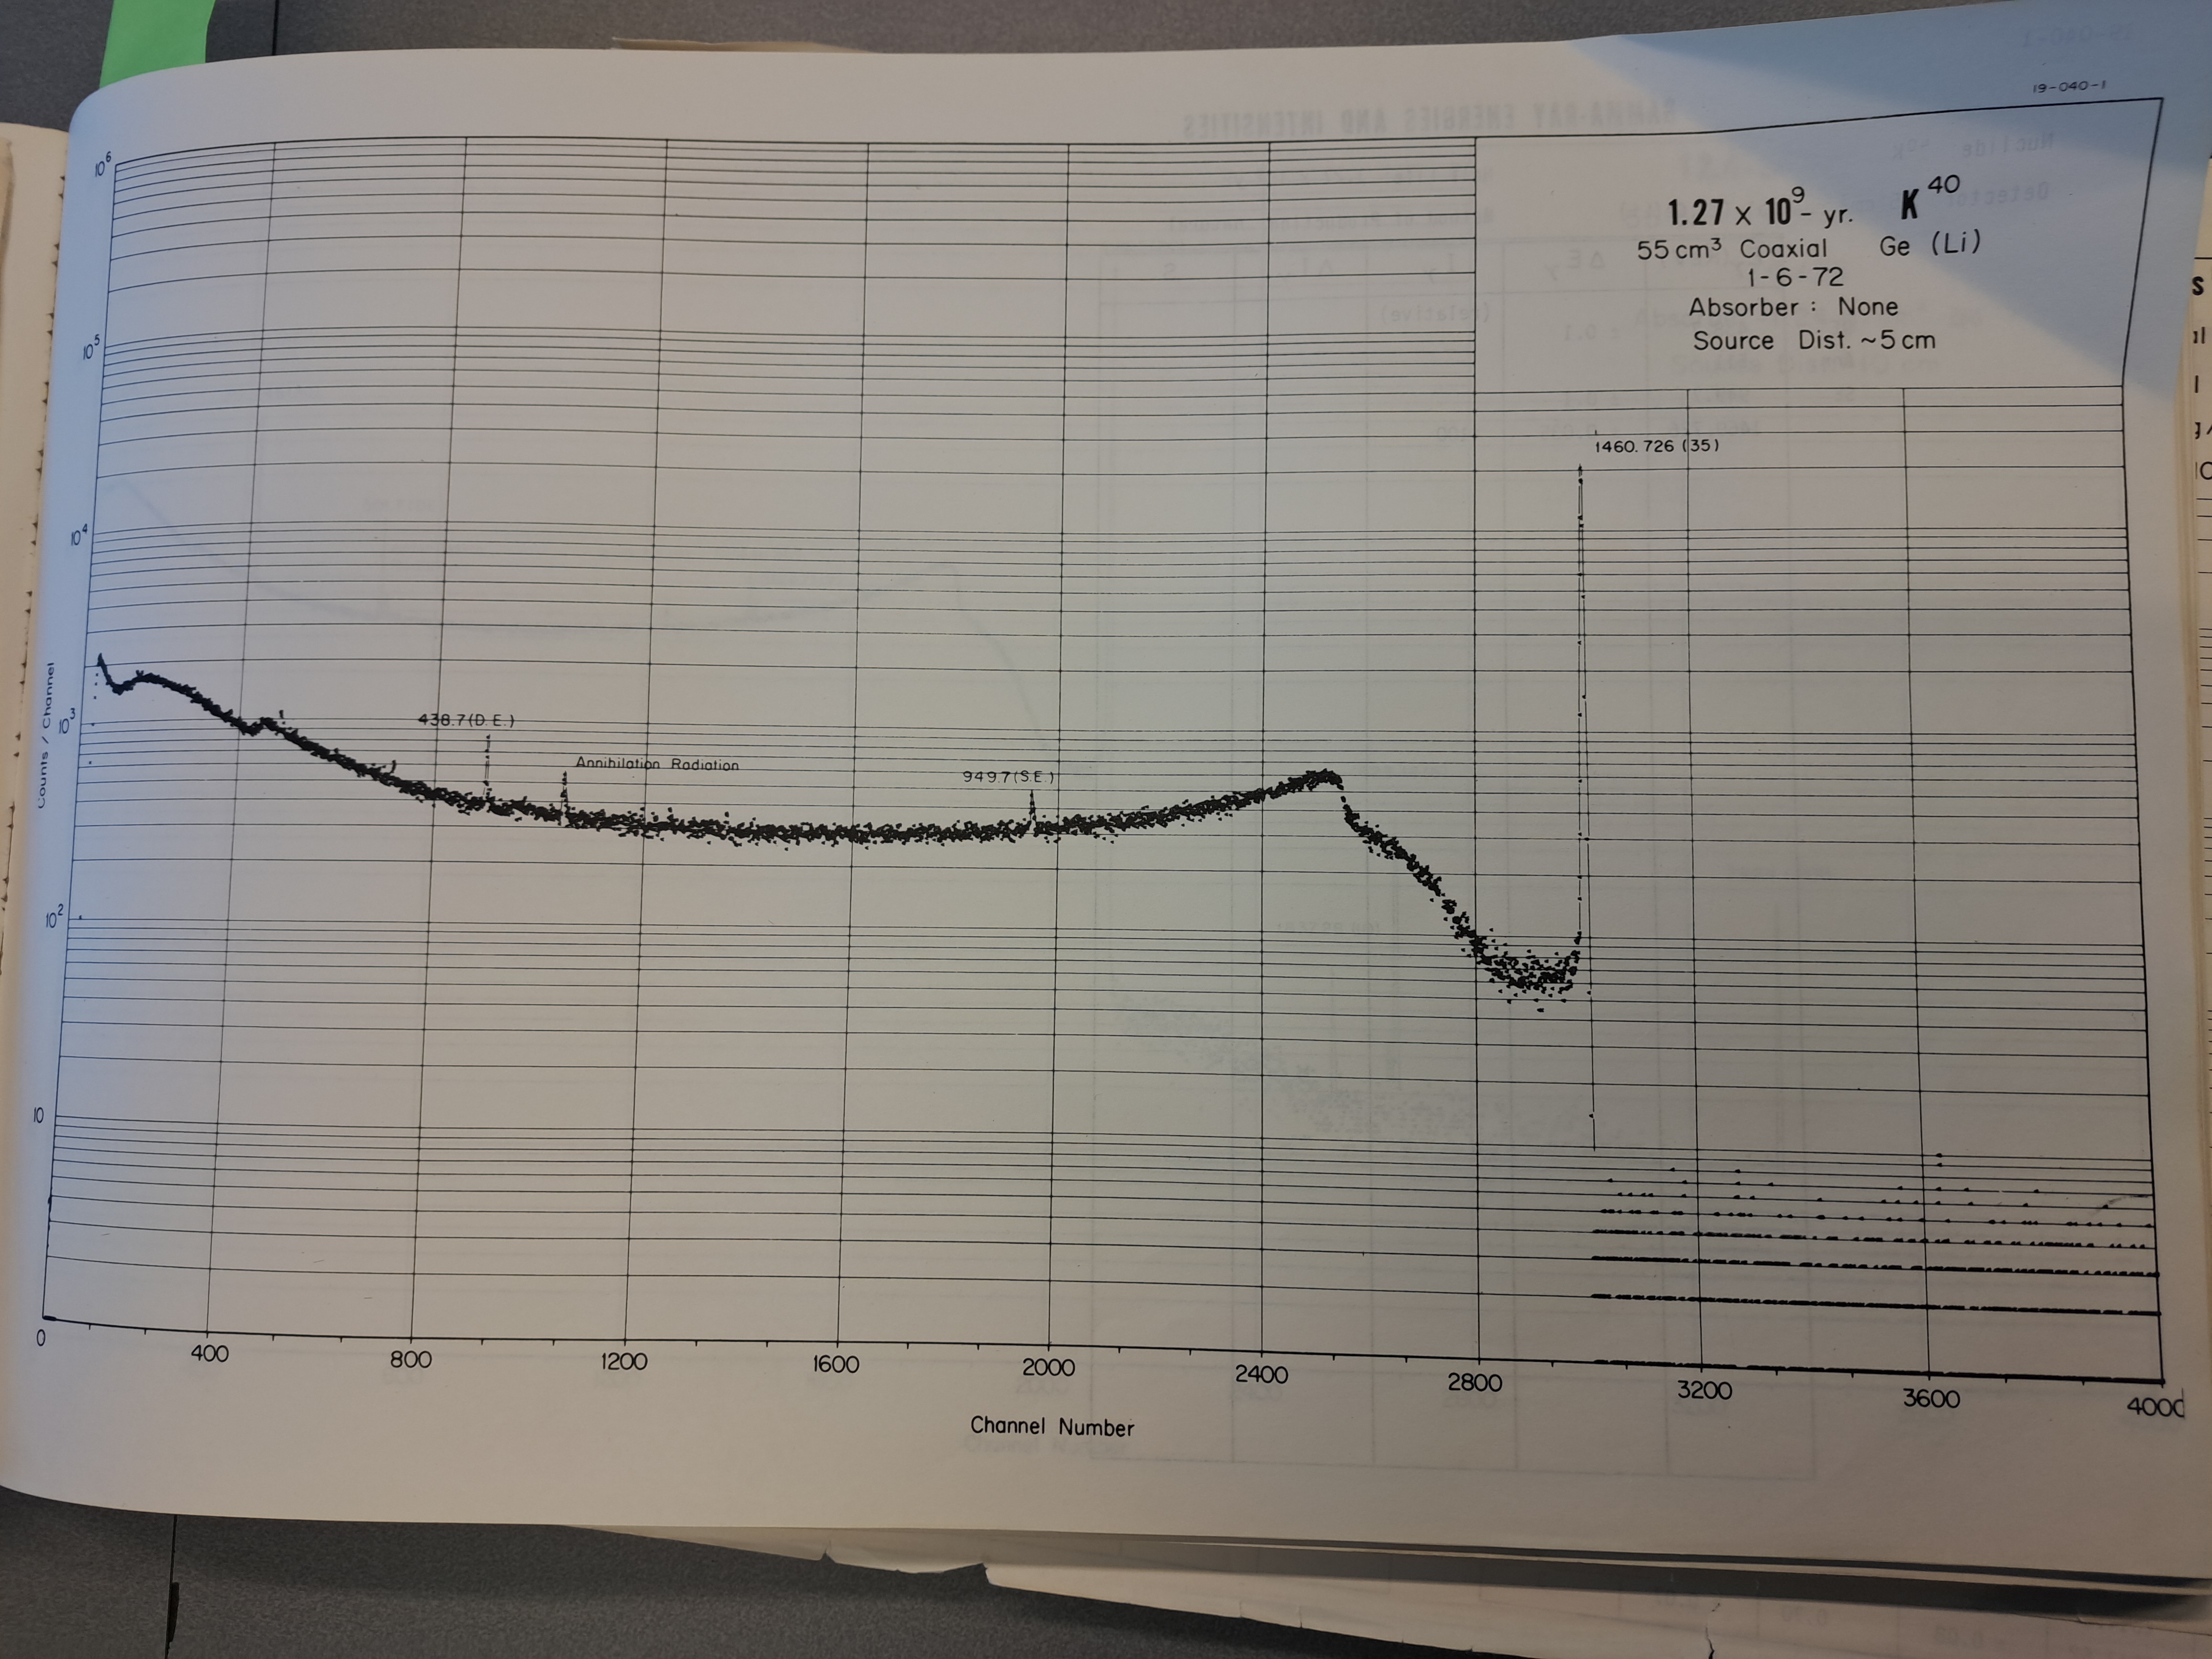 19-040-1
1.27 x 10⁹- yr. K⁴⁰
55 cm³ Coaxial Ge (Li)
1-6-72
Absorber : None
Source Dist. ~5 cm
10⁶
10⁵
10⁴
10³
10²
10
0
Counts / Channel
438.7 (D.E.)
Annihilation Radiation
949.7 (S.E.)
1460.726 (35)
400
800
1200
1600
2000
2400
2800
3200
3600
4000
Channel Number